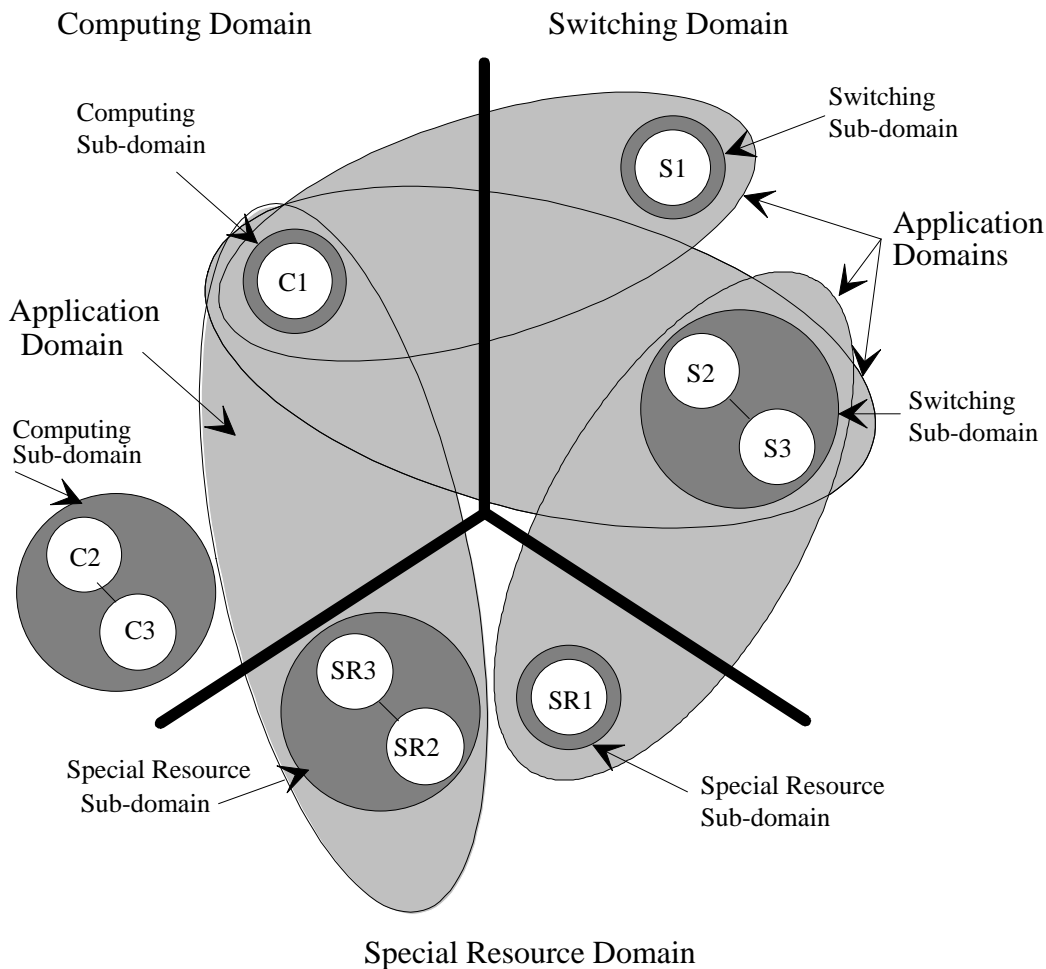 Computing Domain
Switching Domain
Computing
Sub-domain
Switching
Sub-domain
S1
Application
Domains
C1
Application
Domain
S2
Switching
Sub-domain
S3
Computing
Sub-domain
C2
C3
SR3
SR1
SR2
Special Resource
Sub-domain
Special Resource
Sub-domain
Special Resource Domain